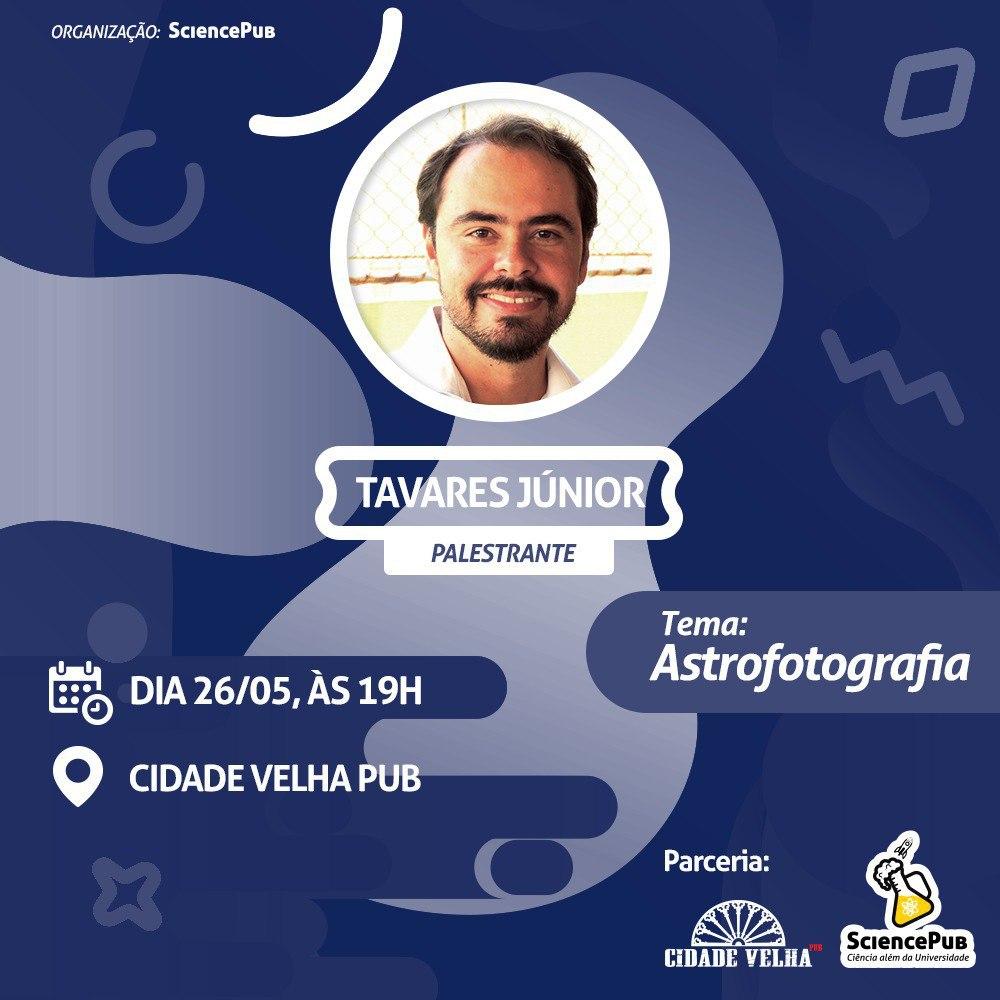 ORGANIZAÇÃO: SCIENCEPUB
TAVARES JÚNIOR
PALESTRANTE
Tema:
Astrofotografia
DIA 26/05, ÀS 19H
CIDADE VELHA PUB
Parceria:
CIDADE VELHA PUB
SCIENCEPUB
Ciência além da Universidade